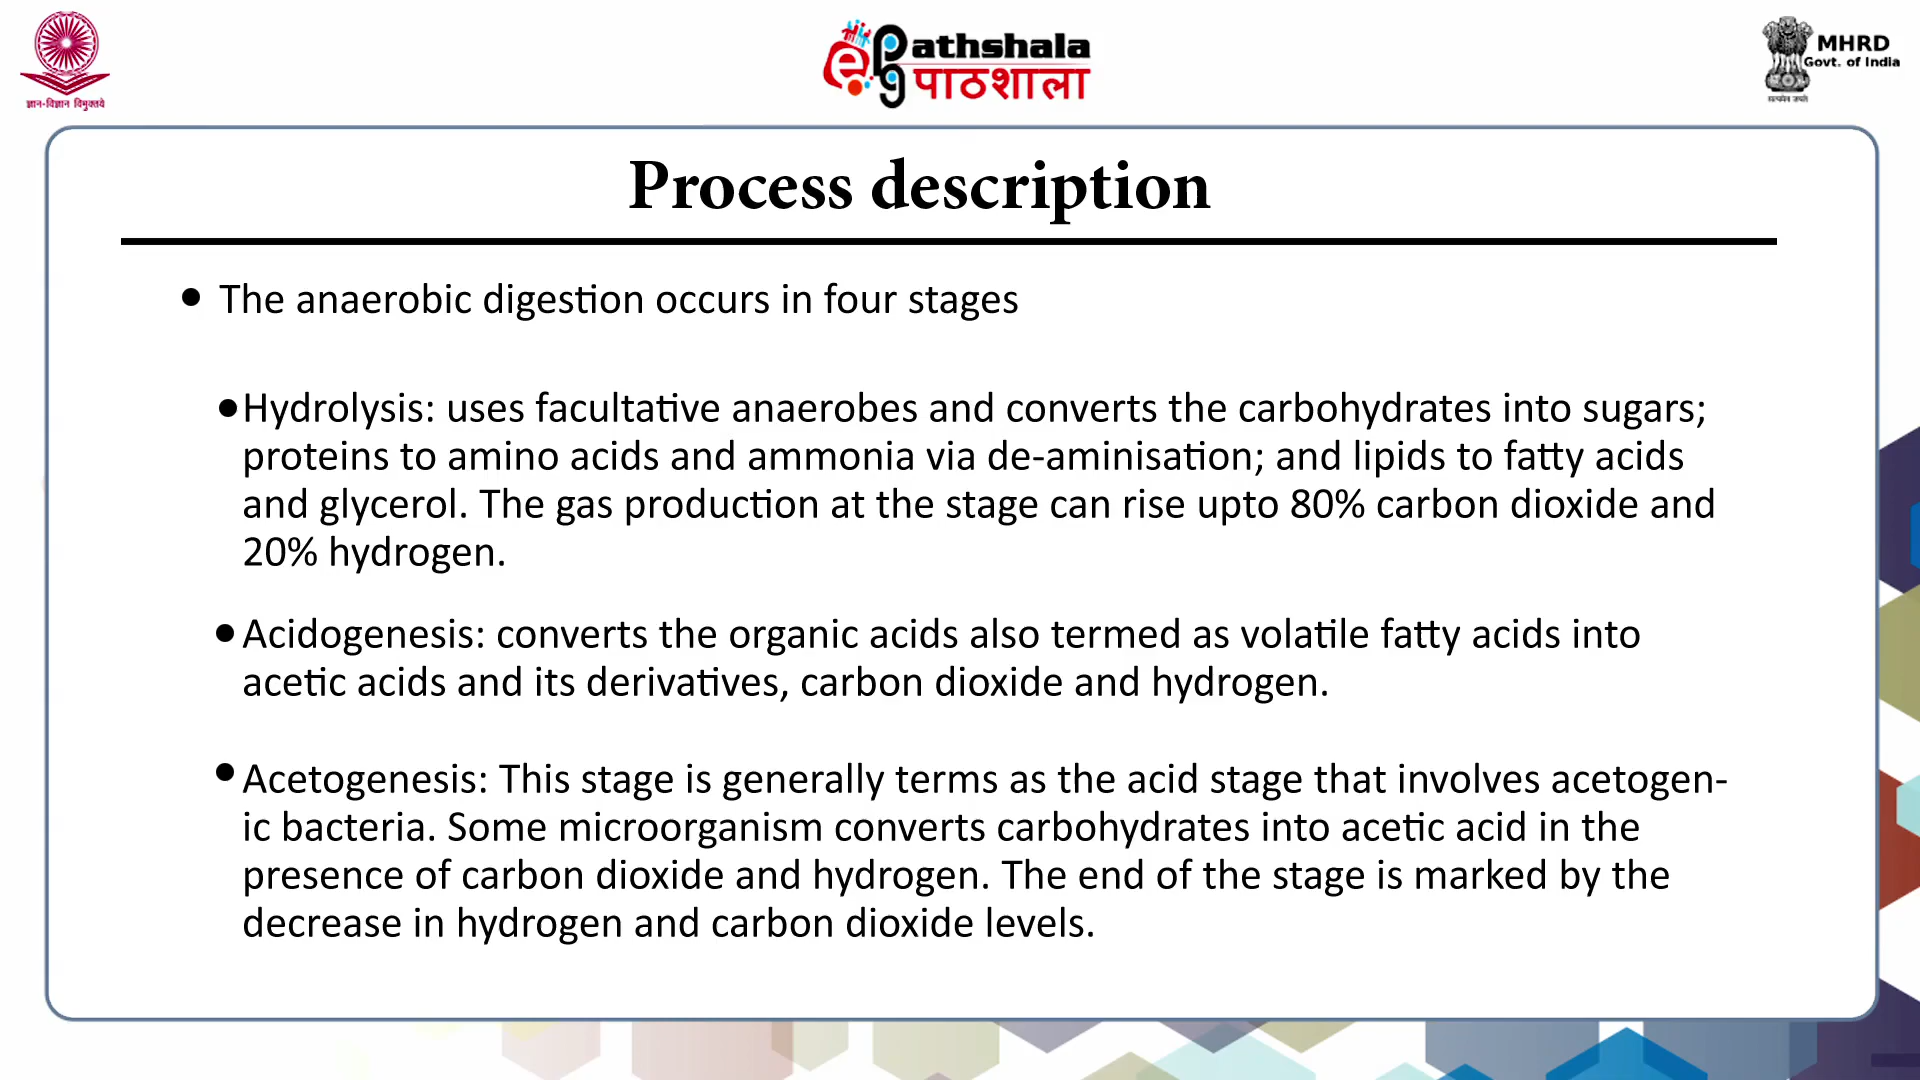 ज्ञान-विज्ञान विमुक्तये
ePg Pathshala
पाठशाला
MHRD
Govt. of India
सत्यमेव जयते
Process description
• The anaerobic digestion occurs in four stages
•Hydrolysis: uses facultative anaerobes and converts the carbohydrates into sugars;
proteins to amino acids and ammonia via de-aminisation; and lipids to fatty acids
and glycerol. The gas production at the stage can rise upto 80% carbon dioxide and
20% hydrogen.
•Acidogenesis: converts the organic acids also termed as volatile fatty acids into
acetic acids and its derivatives, carbon dioxide and hydrogen.
•Acetogenesis: This stage is generally terms as the acid stage that involves acetogen-
ic bacteria. Some microorganism converts carbohydrates into acetic acid in the
presence of carbon dioxide and hydrogen. The end of the stage is marked by the
decrease in hydrogen and carbon dioxide levels.